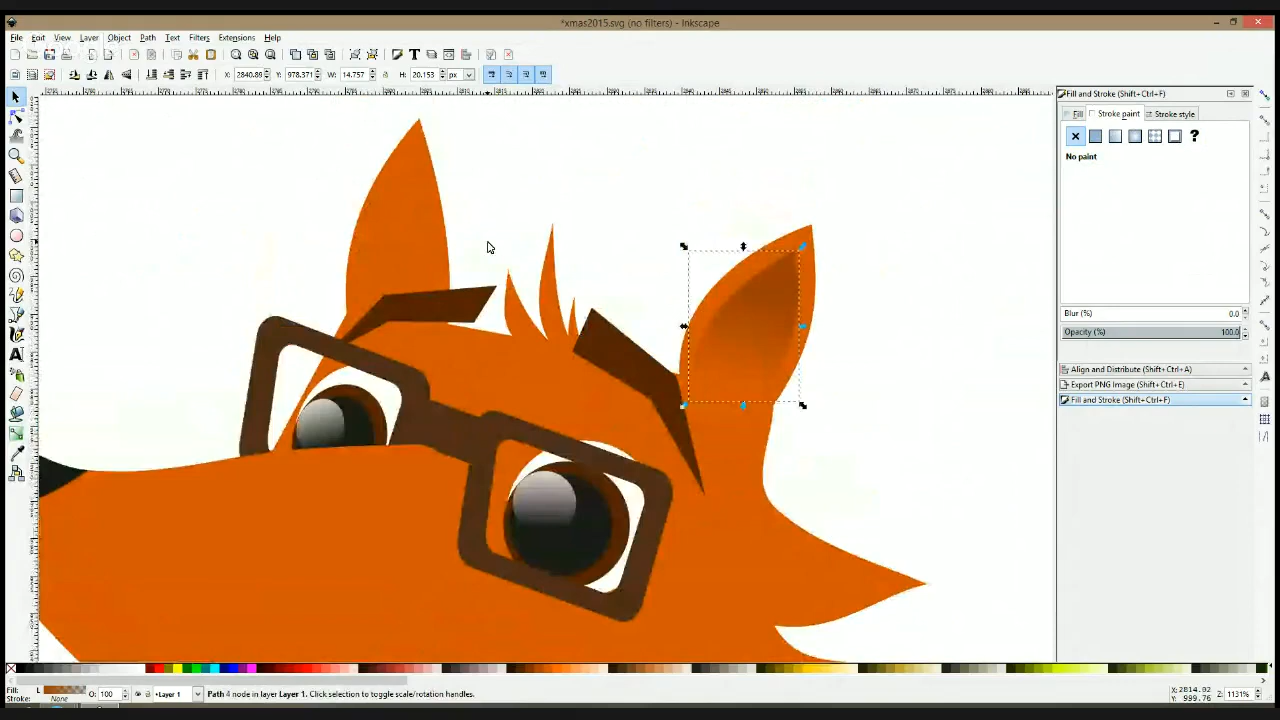 *xmas2015.svg (no filters) - Inkscape
File Edit View Layer Object Path Text Filters Extensions Help
X: 2840.89 Y: 978.371 W: 14.757 H: 20.153 px
Fill and Stroke (Shift+Ctrl+F)
Fill Stroke paint Stroke style
?
No paint
Blur (%) 0.0
Opacity (%) 100.0
Align and Distribute (Shift+Ctrl+A)
Export PNG Image (Shift+Ctrl+E)
Fill and Stroke (Shift+Ctrl+F)
Fill: L O: 100 •Layer 1 Path 4 node in layer Layer 1. Click selection to toggle scale/rotation handles. X: 2814.02 Z: 1131%
Stroke: None Y: 999.76